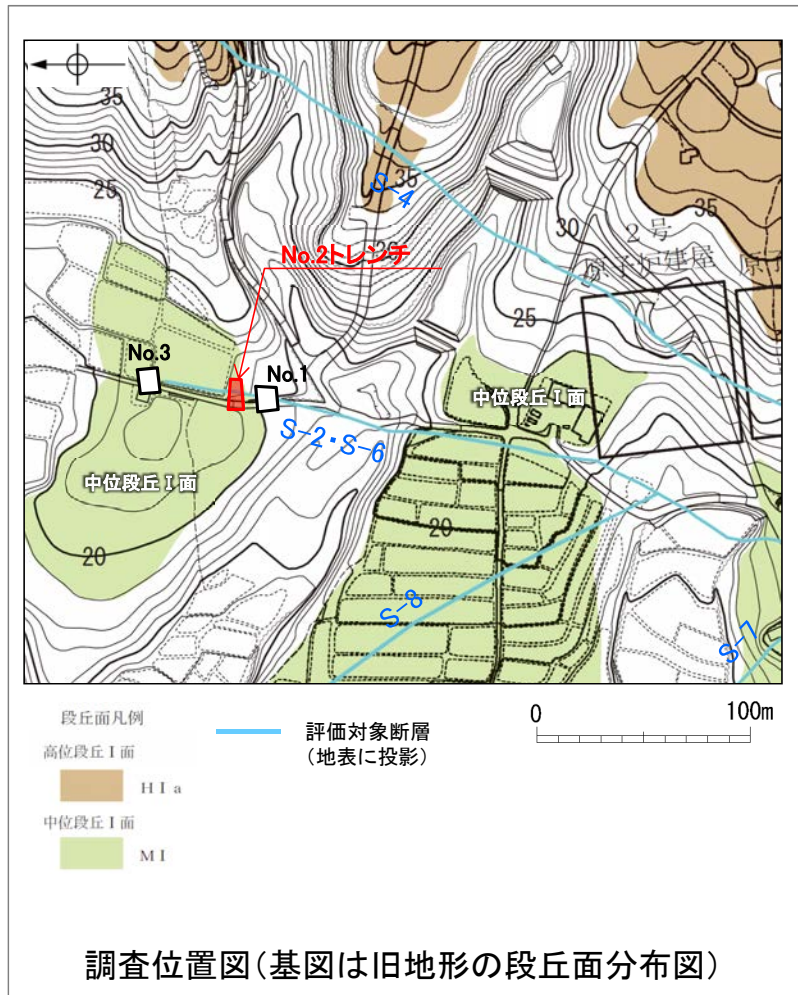 35
30
25
S-4
35
30
35
2号
原子炉建屋
原子
No.2トレンチ
25
No.3
No.1
中位段丘Ⅰ面
S-2・S-6
中位段丘Ⅰ面
20
20
S-8
S-7
段丘面凡例
高位段丘Ⅰ面
HⅠa
中位段丘Ⅰ面
MⅠ
評価対象断層
(地表に投影)
0
100m
調査位置図(基図は旧地形の段丘面分布図)